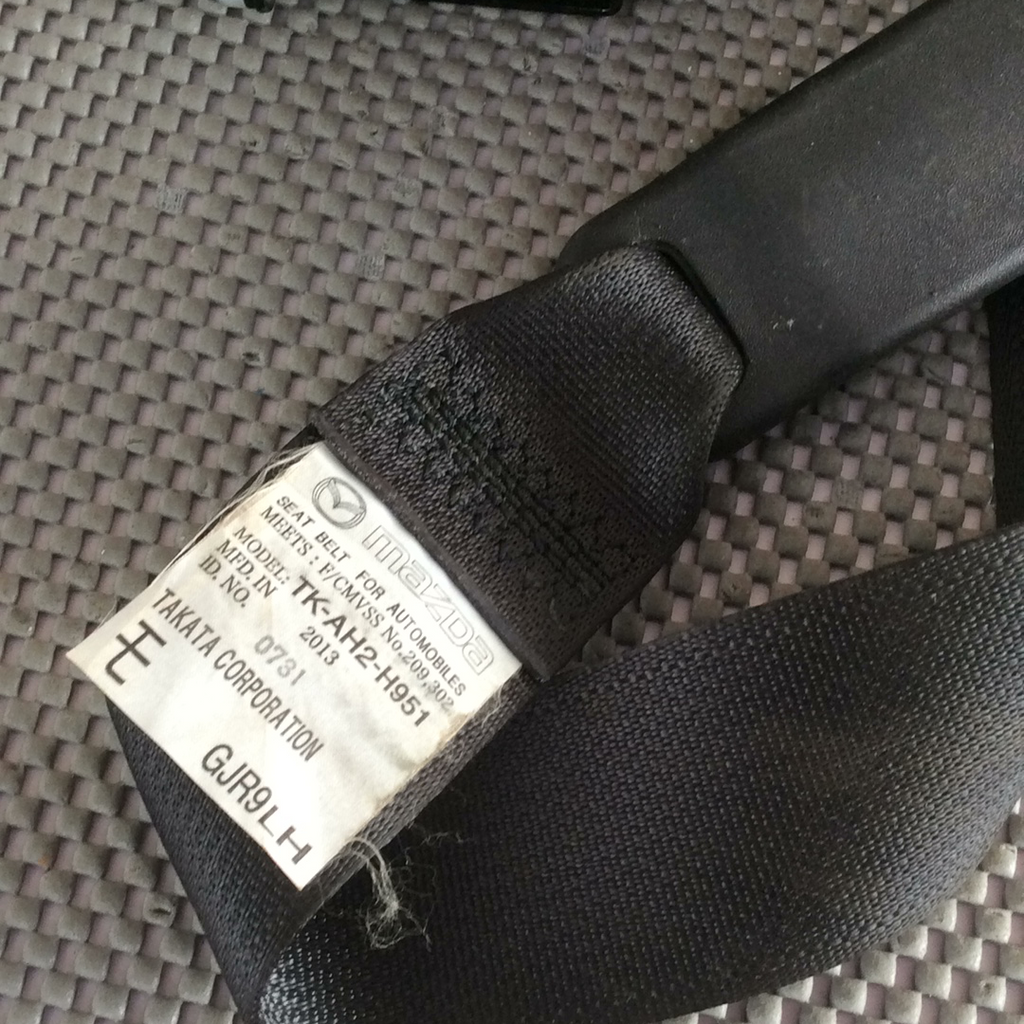 mazda
SEAT BELT FOR AUTOMOBILES
MEETS: F/CMVSS No.209,302
MODEL: TK-AH2-H951
MFD. IN 2013
ID. NO. 0731
TAKATA CORPORATION
GJR9LH